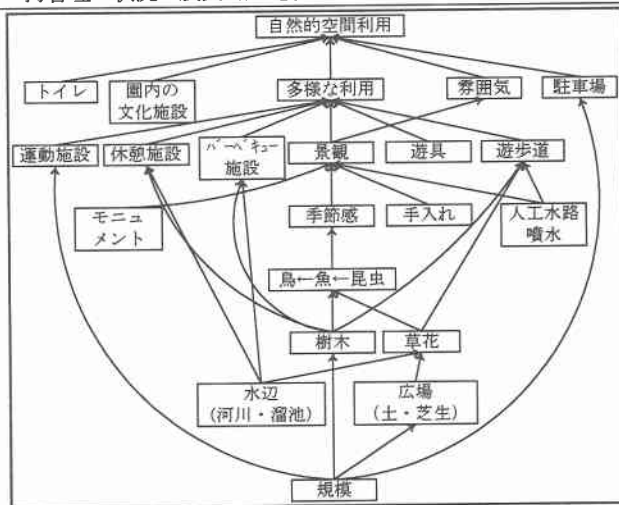 自然的空間利用
トイレ
園内の
文化施設
多様な利用
雰囲気
駐車場
運動施設
休憩施設
バーベキュー
施設
景観
遊具
遊歩道
モニュ
メント
季節感
手入れ
人工水路
噴水
鳥←魚←昆虫
樹木
草花
水辺
(河川・溜池)
広場
(土・芝生)
規模